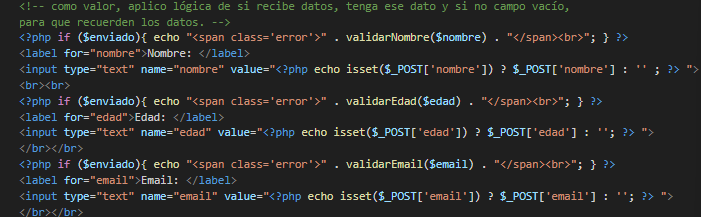 <!-- como valor, aplico lógica de si recibe datos, tenga ese dato y si no campo vacío,
para que recuerden los datos. -->
<?php if ($enviado){ echo "<span class='error'>" . validarNombre($nombre) . "</span><br>"; } ?>
<label for="nombre">Nombre: </label>
<input type="text" name="nombre" value="<?php echo isset($_POST['nombre']) ? $_POST['nombre'] : '' ; ?> ">
<br><br>
<?php if ($enviado){ echo "<span class='error'>" . validarEdad($edad) . "</span><br>"; } ?>
<label for="edad">Edad: </label>
<input type="text" name="edad" value="<?php echo isset($_POST['edad']) ? $_POST['edad'] : ''; ?> ">
</br></br>
<?php if ($enviado){ echo "<span class='error'>" . validarEmail($email) . "</span><br>"; } ?>
<label for="email">Email: </label>
<input type="text" name="email" value="<?php echo isset($_POST['email']) ? $_POST['email'] : ''; ?> ">
</br></br>